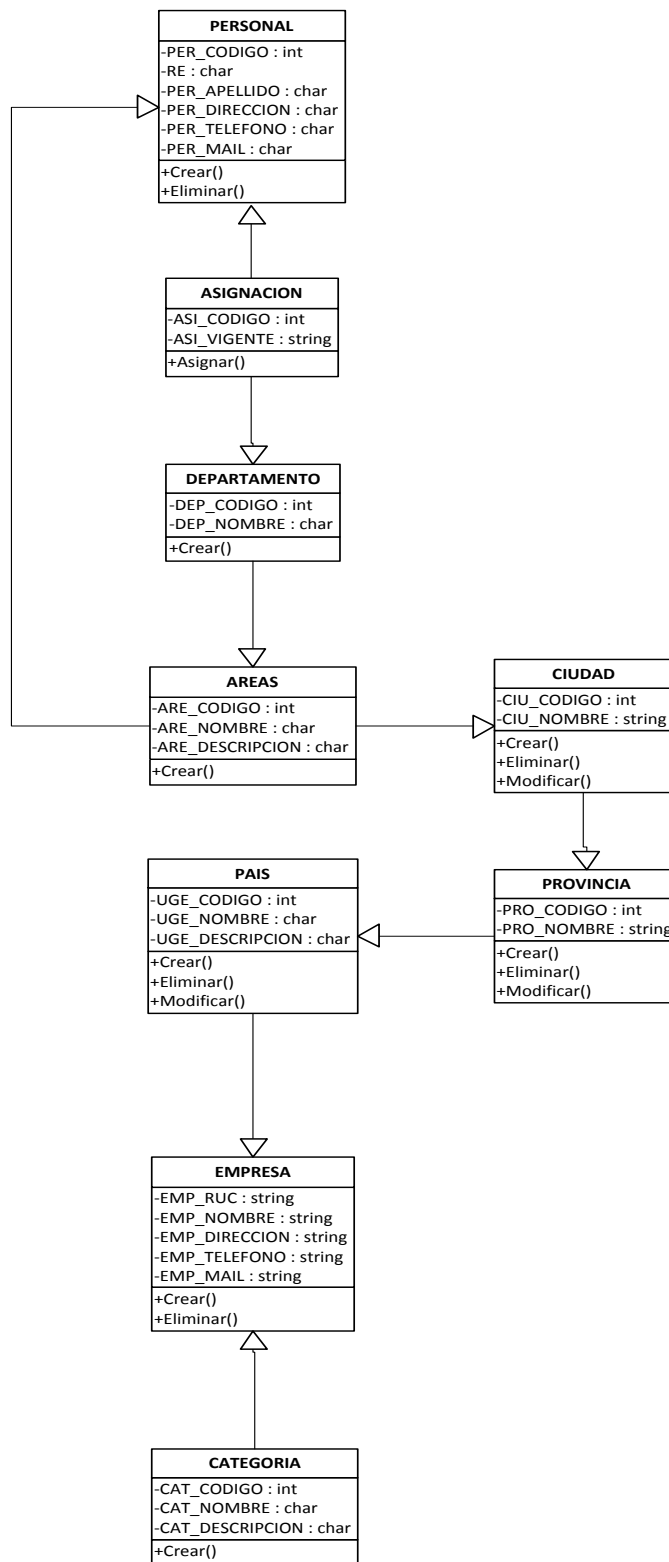 PERSONAL
-PER_CODIGO : int
-RE : char
-PER_APELLIDO : char
-PER_DIRECCION : char
-PER_TELEFONO : char
-PER_MAIL : char
+Crear()
+Eliminar()
ASIGNACION
-ASI_CODIGO : int
-ASI_VIGENTE : string
+Asignar()
DEPARTAMENTO
-DEP_CODIGO : int
-DEP_NOMBRE : char
+Crear()
AREAS
-ARE_CODIGO : int
-ARE_NOMBRE : char
-ARE_DESCRIPCION : char
+Crear()
CIUDAD
-CIU_CODIGO : int
-CIU_NOMBRE : string
+Crear()
+Eliminar()
+Modificar()
PAIS
-UGE_CODIGO : int
-UGE_NOMBRE : char
-UGE_DESCRIPCION : char
+Crear()
+Eliminar()
+Modificar()
PROVINCIA
-PRO_CODIGO : int
-PRO_NOMBRE : string
+Crear()
+Eliminar()
+Modificar()
EMPRESA
-EMP_RUC : string
-EMP_NOMBRE : string
-EMP_DIRECCION : string
-EMP_TELEFONO : string
-EMP_MAIL : string
+Crear()
+Eliminar()
CATEGORIA
-CAT_CODIGO : int
-CAT_NOMBRE : char
-CAT_DESCRIPCION : char
+Crear()